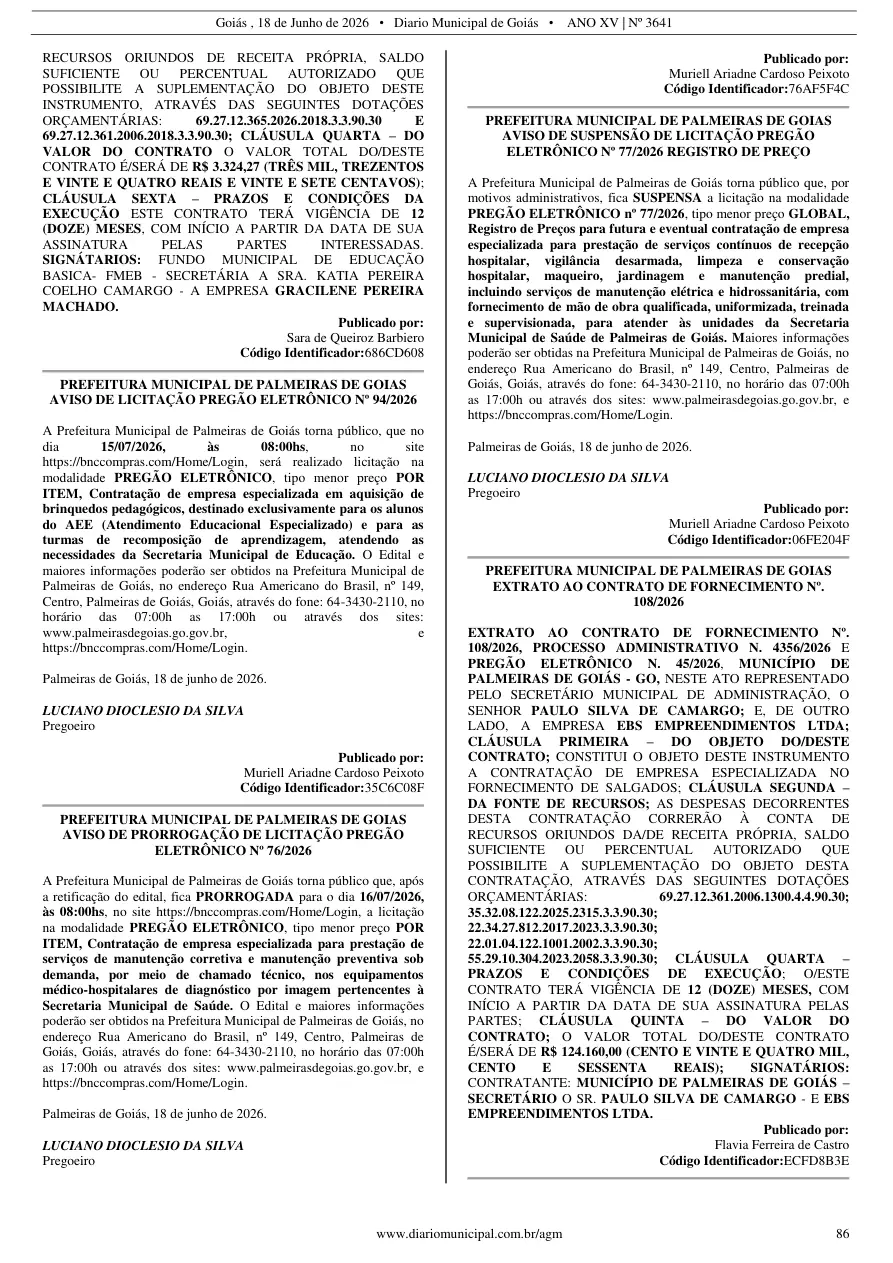 Goiás , 18 de Junho de 2026 • Diario Municipal de Goiás • ANO XV | Nº 3641
RECURSOS ORIUNDOS DE RECEITA PRÓPRIA, SALDO
SUFICIENTE OU PERCENTUAL AUTORIZADO QUE
POSSIBILITE A SUPLEMENTAÇÃO DO OBJETO DESTE
INSTRUMENTO, ATRAVÉS DAS SEGUINTES DOTAÇÕES
ORÇAMENTÁRIAS: 69.27.12.365.2026.2018.3.3.90.30 E
69.27.12.361.2006.2018.3.3.90.30; CLÁUSULA QUARTA – DO
VALOR DO CONTRATO O VALOR TOTAL DO/DESTE
CONTRATO É/SERÁ DE R$ 3.324,27 (TRÊS MIL, TREZENTOS
E VINTE E QUATRO REAIS E VINTE E SETE CENTAVOS);
CLÁUSULA SEXTA – PRAZOS E CONDIÇÕES DA
EXECUÇÃO ESTE CONTRATO TERÁ VIGÊNCIA DE 12
(DOZE) MESES, COM INÍCIO A PARTIR DA DATA DE SUA
ASSINATURA PELAS PARTES INTERESSADAS.
SIGNÁTARIOS: FUNDO MUNICIPAL DE EDUCAÇÃO
BASICA- FMEB - SECRETÁRIA A SRA. KATIA PEREIRA
COELHO CAMARGO - A EMPRESA GRACILENE PEREIRA
MACHADO.
Publicado por:
Sara de Queiroz Barbiero
Código Identificador:686CD608
PREFEITURA MUNICIPAL DE PALMEIRAS DE GOIAS
AVISO DE LICITAÇÃO PREGÃO ELETRÔNICO Nº 94/2026
A Prefeitura Municipal de Palmeiras de Goiás torna público, que no
dia 15/07/2026, às 08:00hs, no site
https://bnccompras.com/Home/Login, será realizado licitação na
modalidade PREGÃO ELETRÔNICO, tipo menor preço POR
ITEM, Contratação de empresa especializada em aquisição de
brinquedos pedagógicos, destinado exclusivamente para os alunos
do AEE (Atendimento Educacional Especializado) e para as
turmas de recomposição de aprendizagem, atendendo as
necessidades da Secretaria Municipal de Educação. O Edital e
maiores informações poderão ser obtidos na Prefeitura Municipal de
Palmeiras de Goiás, no endereço Rua Americano do Brasil, nº 149,
Centro, Palmeiras de Goiás, Goiás, através do fone: 64-3430-2110, no
horário das 07:00h as 17:00h ou através dos sites:
www.palmeirasdegoias.go.gov.br, e
https://bnccompras.com/Home/Login.
Palmeiras de Goiás, 18 de junho de 2026.
LUCIANO DIOCLESIO DA SILVA
Pregoeiro
Publicado por:
Muriell Ariadne Cardoso Peixoto
Código Identificador:35C6C08F
PREFEITURA MUNICIPAL DE PALMEIRAS DE GOIAS
AVISO DE PRORROGAÇÃO DE LICITAÇÃO PREGÃO
ELETRÔNICO Nº 76/2026
A Prefeitura Municipal de Palmeiras de Goiás torna público que, após
a retificação do edital, fica PRORROGADA para o dia 16/07/2026,
às 08:00hs, no site https://bnccompras.com/Home/Login, a licitação
na modalidade PREGÃO ELETRÔNICO, tipo menor preço POR
ITEM, Contratação de empresa especializada para prestação de
serviços de manutenção corretiva e manutenção preventiva sob
demanda, por meio de chamado técnico, nos equipamentos
médico-hospitalares de diagnóstico por imagem pertencentes à
Secretaria Municipal de Saúde. O Edital e maiores informações
poderão ser obtidos na Prefeitura Municipal de Palmeiras de Goiás, no
endereço Rua Americano do Brasil, nº 149, Centro, Palmeiras de
Goiás, Goiás, através do fone: 64-3430-2110, no horário das 07:00h
as 17:00h ou através dos sites: www.palmeirasdegoias.go.gov.br, e
https://bnccompras.com/Home/Login.
Palmeiras de Goiás, 18 de junho de 2026.
LUCIANO DIOCLESIO DA SILVA
Pregoeiro
Publicado por:
Muriell Ariadne Cardoso Peixoto
Código Identificador:76AF5F4C
PREFEITURA MUNICIPAL DE PALMEIRAS DE GOIAS
AVISO DE SUSPENSÃO DE LICITAÇÃO PREGÃO
ELETRÔNICO Nº 77/2026 REGISTRO DE PREÇO
A Prefeitura Municipal de Palmeiras de Goiás torna público que, por
motivos administrativos, fica SUSPENSA a licitação na modalidade
PREGÃO ELETRÔNICO nº 77/2026, tipo menor preço GLOBAL,
Registro de Preços para futura e eventual contratação de empresa
especializada para prestação de serviços contínuos de recepção
hospitalar, vigilância desarmada, limpeza e conservação
hospitalar, maqueiro, jardinagem e manutenção predial,
incluindo serviços de manutenção elétrica e hidrossanitária, com
fornecimento de mão de obra qualificada, uniformizada, treinada
e supervisionada, para atender às unidades da Secretaria
Municipal de Saúde de Palmeiras de Goiás. Maiores informações
poderão ser obtidas na Prefeitura Municipal de Palmeiras de Goiás, no
endereço Rua Americano do Brasil, nº 149, Centro, Palmeiras de
Goiás, Goiás, através do fone: 64-3430-2110, no horário das 07:00h
as 17:00h ou através dos sites: www.palmeirasdegoias.go.gov.br, e
https://bnccompras.com/Home/Login.
Palmeiras de Goiás, 18 de junho de 2026.
LUCIANO DIOCLESIO DA SILVA
Pregoeiro
Publicado por:
Muriell Ariadne Cardoso Peixoto
Código Identificador:06FE204F
PREFEITURA MUNICIPAL DE PALMEIRAS DE GOIAS
EXTRATO AO CONTRATO DE FORNECIMENTO Nº.
108/2026
EXTRATO AO CONTRATO DE FORNECIMENTO Nº.
108/2026, PROCESSO ADMINISTRATIVO N. 4356/2026 E
PREGÃO ELETRÔNICO N. 45/2026, MUNICÍPIO DE
PALMEIRAS DE GOIÁS - GO, NESTE ATO REPRESENTADO
PELO SECRETÁRIO MUNICIPAL DE ADMINISTRAÇÃO, O
SENHOR PAULO SILVA DE CAMARGO; E, DE OUTRO
LADO, A EMPRESA EBS EMPREENDIMENTOS LTDA;
CLÁUSULA PRIMEIRA – DO OBJETO DO/DESTE
CONTRATO; CONSTITUI O OBJETO DESTE INSTRUMENTO
A CONTRATAÇÃO DE EMPRESA ESPECIALIZADA NO
FORNECIMENTO DE SALGADOS; CLÁUSULA SEGUNDA –
DA FONTE DE RECURSOS; AS DESPESAS DECORRENTES
DESTA CONTRATAÇÃO CORRERÃO À CONTA DE
RECURSOS ORIUNDOS DA/DE RECEITA PRÓPRIA, SALDO
SUFICIENTE OU PERCENTUAL AUTORIZADO QUE
POSSIBILITE A SUPLEMENTAÇÃO DO OBJETO DESTA
CONTRATAÇÃO, ATRAVÉS DAS SEGUINTES DOTAÇÕES
ORÇAMENTÁRIAS: 69.27.12.361.2006.1300.4.4.90.30;
35.32.08.122.2025.2315.3.3.90.30;
22.34.27.812.2017.2023.3.3.90.30;
22.01.04.122.1001.2002.3.3.90.30;
55.29.10.304.2023.2058.3.3.90.30; CLÁUSULA QUARTA –
PRAZOS E CONDIÇÕES DE EXECUÇÃO; O/ESTE
CONTRATO TERÁ VIGÊNCIA DE 12 (DOZE) MESES, COM
INÍCIO A PARTIR DA DATA DE SUA ASSINATURA PELAS
PARTES; CLÁUSULA QUINTA – DO VALOR DO
CONTRATO; O VALOR TOTAL DO/DESTE CONTRATO
É/SERÁ DE R$ 124.160,00 (CENTO E VINTE E QUATRO MIL,
CENTO E SESSENTA REAIS); SIGNATÁRIOS:
CONTRATANTE: MUNICÍPIO DE PALMEIRAS DE GOIÁS –
SECRETÁRIO O SR. PAULO SILVA DE CAMARGO - E EBS
EMPREENDIMENTOS LTDA.
Publicado por:
Flavia Ferreira de Castro
Código Identificador:ECFD8B3E
www.diariomunicipal.com.br/agm 86